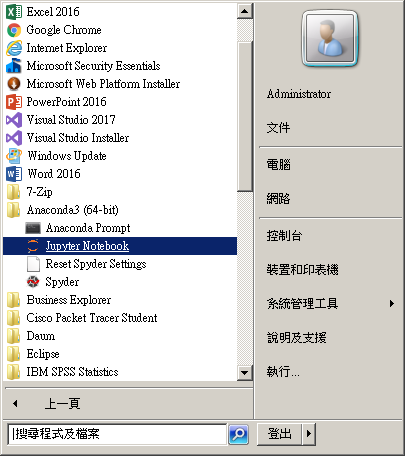 Excel 2016
Google Chrome
Internet Explorer
Microsoft Security Essentials
Microsoft Web Platform Installer
PowerPoint 2016
Visual Studio 2017
Visual Studio Installer
Windows Update
Word 2016
7-Zip
Anaconda3 (64-bit)
Anaconda Prompt
Jupyter Notebook
Reset Spyder Settings
Spyder
Business Explorer
Cisco Packet Tracer Student
Daum
Eclipse
IBM SPSS Statistics
上一頁
搜尋程式及檔案
Administrator
文件
電腦
網路
控制台
裝置和印表機
系統管理工具
說明及支援
執行...
登出